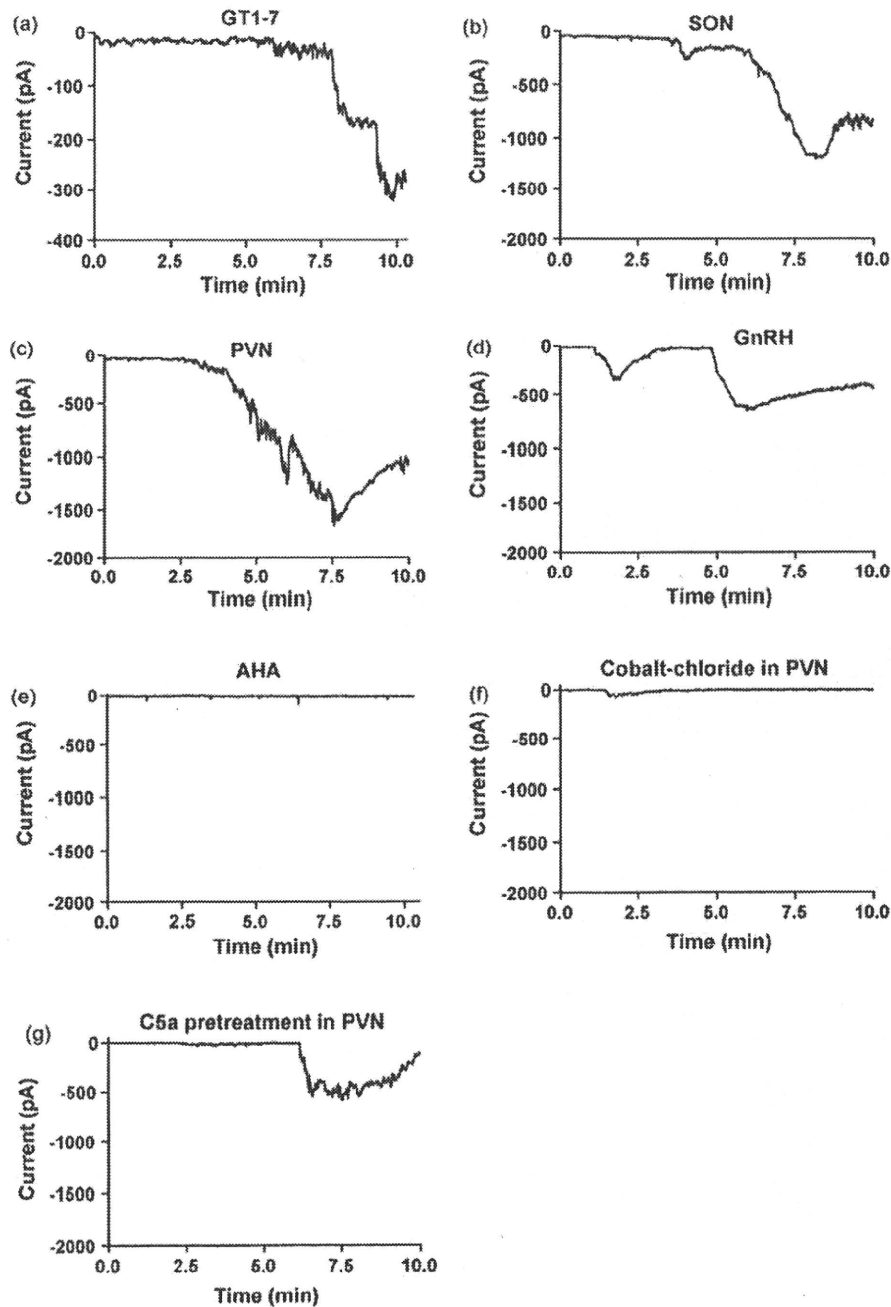 (a)
GT1-7
Current (pA)
0
-100
-200
-300
-400
0.0 2.5 5.0 7.5 10.0
Time (min)
(b)
SON
Current (pA)
0
-500
-1000
-1500
-2000
0.0 2.5 5.0 7.5 10.0
Time (min)
(c)
PVN
Current (pA)
0
-500
-1000
-1500
-2000
0.0 2.5 5.0 7.5 10.0
Time (min)
(d)
GnRH
Current (pA)
0
-500
-1000
-1500
-2000
0.0 2.5 5.0 7.5 10.0
Time (min)
(e)
AHA
Current (pA)
0
-500
-1000
-1500
-2000
0.0 2.5 5.0 7.5 10.0
Time (min)
(f)
Cobalt-chloride in PVN
Current (pA)
0
-500
-1000
-1500
-2000
0.0 2.5 5.0 7.5 10.0
Time (min)
(g)
C5a pretreatment in PVN
Current (pA)
0
-500
-1000
-1500
-2000
0.0 2.5 5.0 7.5 10.0
Time (min)